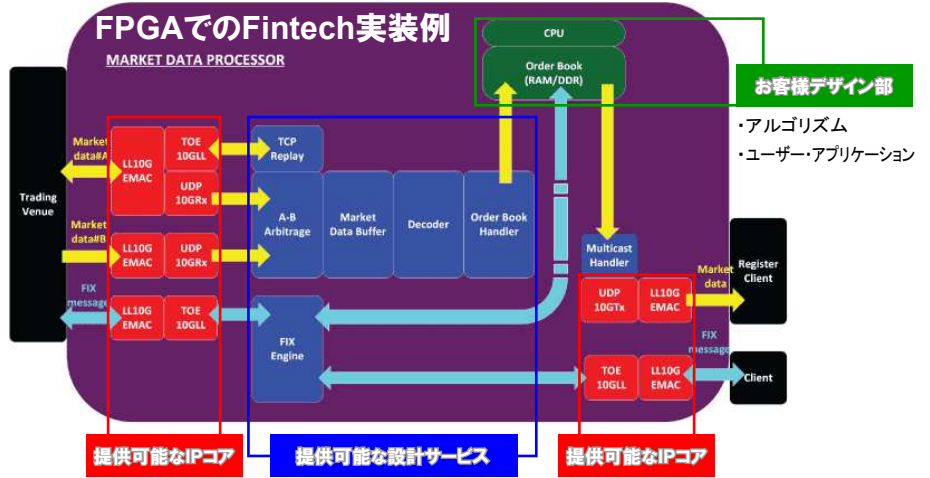 FPGAでのFintech実装例
MARKET DATA PROCESSOR
CPU
Order Book
(RAM/DDR)
お客様デザイン部
・アルゴリズム
・ユーザー・アプリケーション
Trading
Venue
Market
data#A
LL10G
EMAC
TOE
10GLL
UDP
10GRx
TCP
Replay
A-B
Arbitrage
Market
Data Buffer
Decoder
Order Book
Handler
Market
data#B
LL10G
EMAC
UDP
10GRx
FIX
message
LL10G
EMAC
TOE
10GLL
FIX
Engine
Multicast
Handler
UDP
10GTx
LL10G
EMAC
Market
data
Register
Client
TOE
10GLL
LL10G
EMAC
FIX
message
Client
提供可能なIPコア
提供可能な設計サービス
提供可能なIPコア